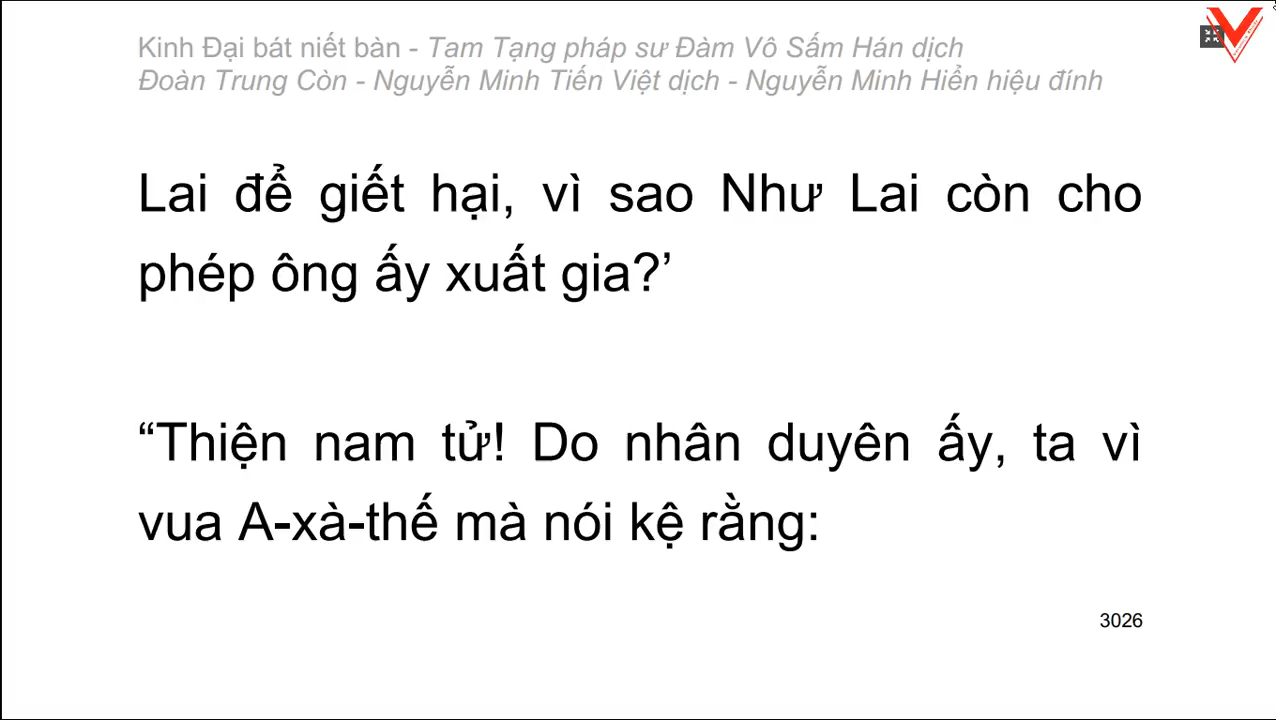 Kinh Đại bát niết bàn - Tam Tạng pháp sư Đàm Vô Sấm Hán dịch
Đoàn Trung Còn - Nguyễn Minh Tiến Việt dịch - Nguyễn Minh Hiển hiệu đính
Lai để giết hại, vì sao Như Lai còn cho
phép ông ấy xuất gia?’
“Thiện nam tử! Do nhân duyên ấy, ta vì
vua A-xà-thế mà nói kệ rằng:
3026